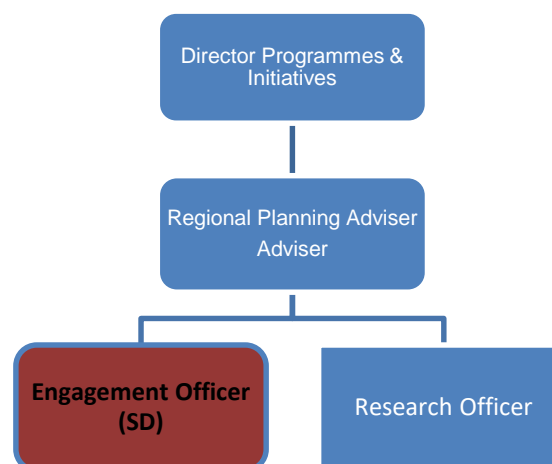 Director Programmes &
Initiatives
Regional Planning Adviser
Adviser
Engagement Officer
(SD)
Research Officer